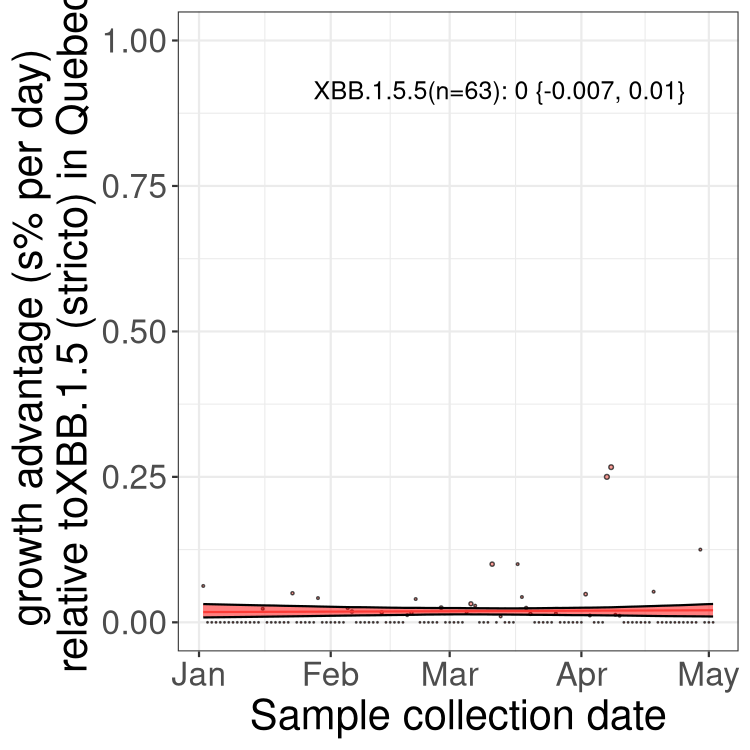 growth advantage (s% per day)
relative toXBB.1.5 (stricto) in Quebec
1.00
0.75
0.50
0.25
0.00
XBB.1.5.5(n=63): 0 {-0.007, 0.01}
Jan
Feb
Mar
Apr
May
Sample collection date